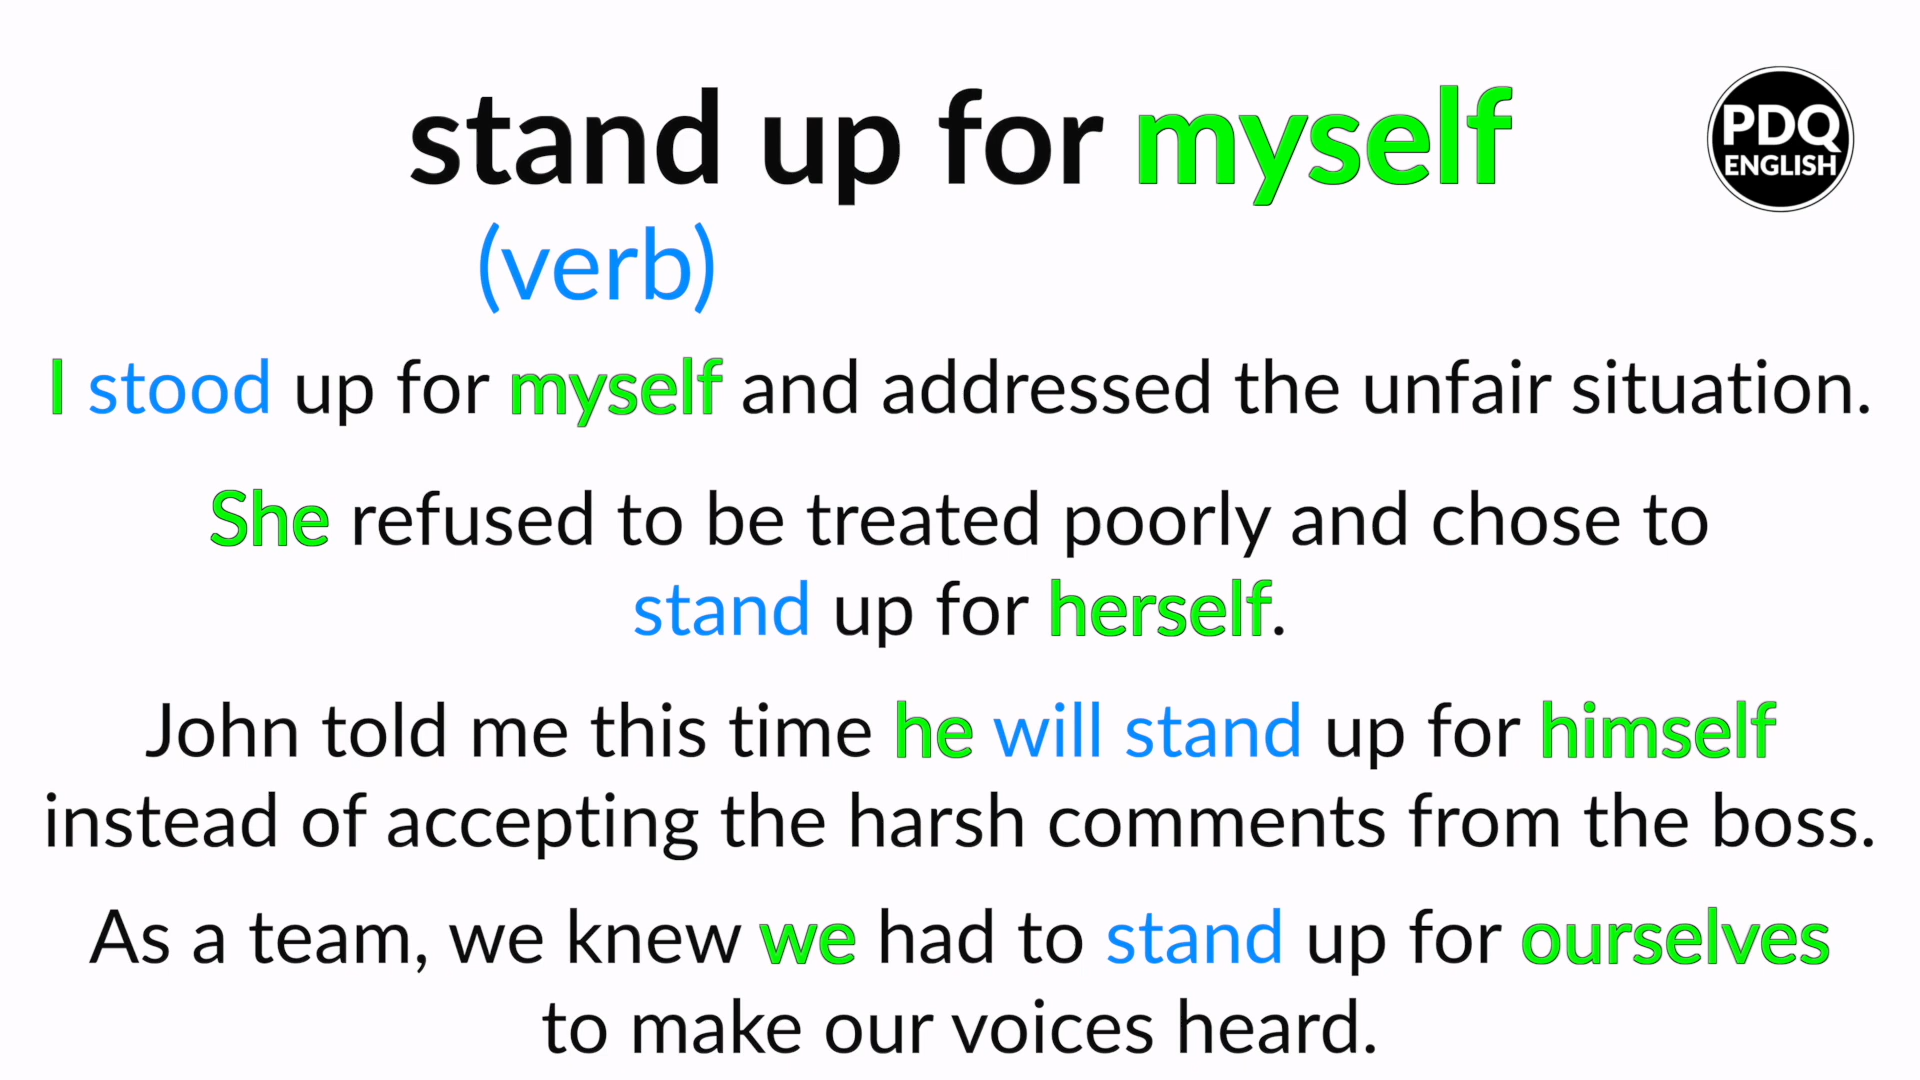 stand up for myself
PDQ
ENGLISH
(verb)
I stood up for myself and addressed the unfair situation.
She refused to be treated poorly and chose to
stand up for herself.
John told me this time he will stand up for himself
instead of accepting the harsh comments from the boss.
As a team, we knew we had to stand up for ourselves
to make our voices heard.